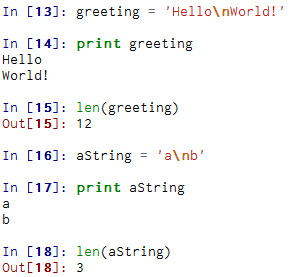 In [13]: greeting = 'Hello\nWorld!'
In [14]: print greeting
Hello
World!
In [15]: len(greeting)
Out[15]: 12
In [16]: aString = 'a\nb'
In [17]: print aString
a
b
In [18]: len(aString)
Out[18]: 3